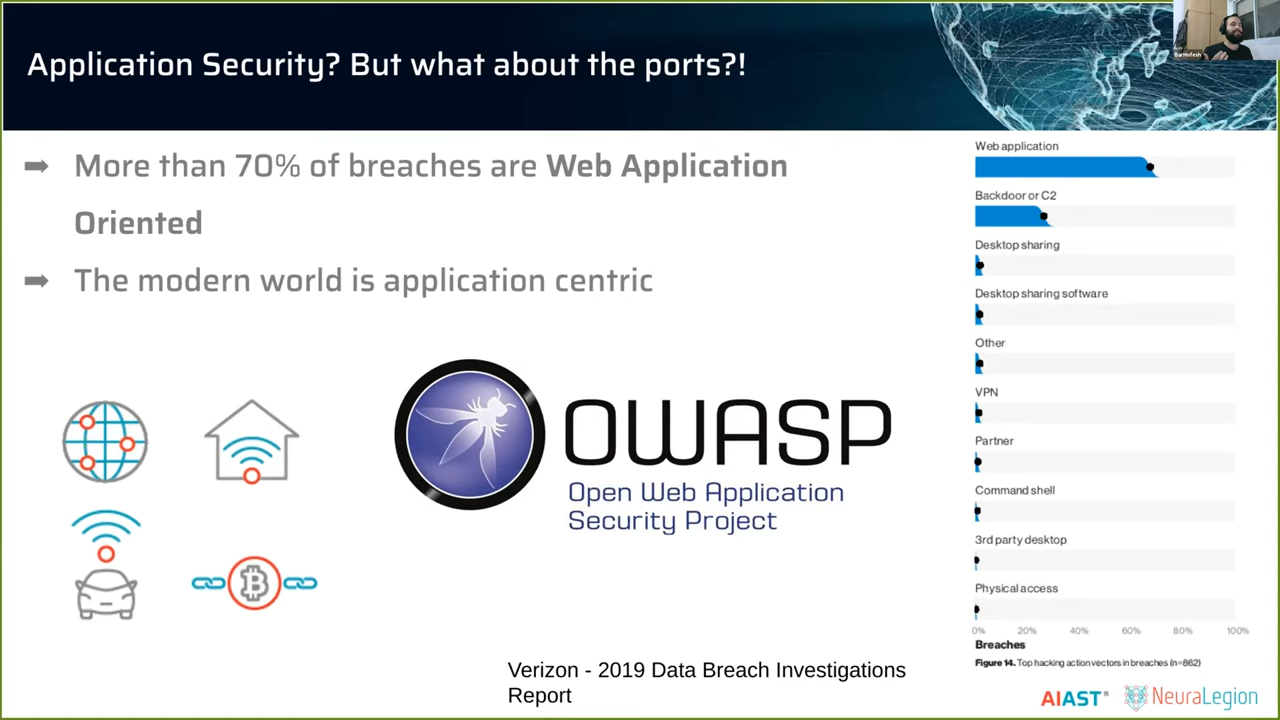 Application Security? But what about the ports?!
BarHofesh
➡ More than 70% of breaches are Web Application
Oriented
➡ The modern world is application centric
OWASP
Open Web Application
Security Project
Verizon - 2019 Data Breach Investigations
Report
Web application
Backdoor or C2
Desktop sharing
Desktop sharing software
Other
VPN
Partner
Command shell
3rd party desktop
Physical access
0% 20% 40% 60% 80% 100%
Breaches
Figure 14. Top hacking action vectors in breaches (n=862)
AIAST® NeuraLegion